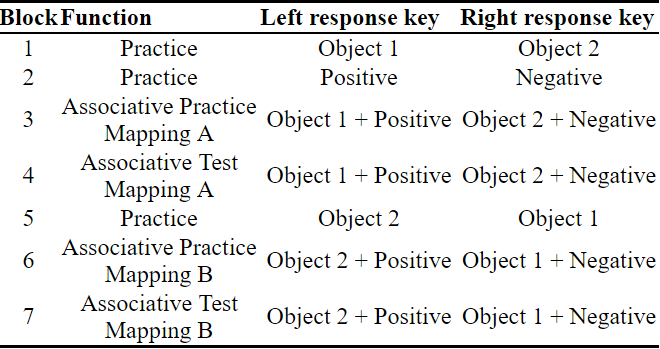 Block Function Left response key Right response key
1 Practice Object 1 Object 2
2 Practice Positive Negative
3 Associative Practice Mapping A Object 1 + Positive Object 2 + Negative
4 Associative Test Mapping A Object 1 + Positive Object 2 + Negative
5 Practice Object 2 Object 1
6 Associative Practice Mapping B Object 2 + Positive Object 1 + Negative
7 Associative Test Mapping B Object 2 + Positive Object 1 + Negative